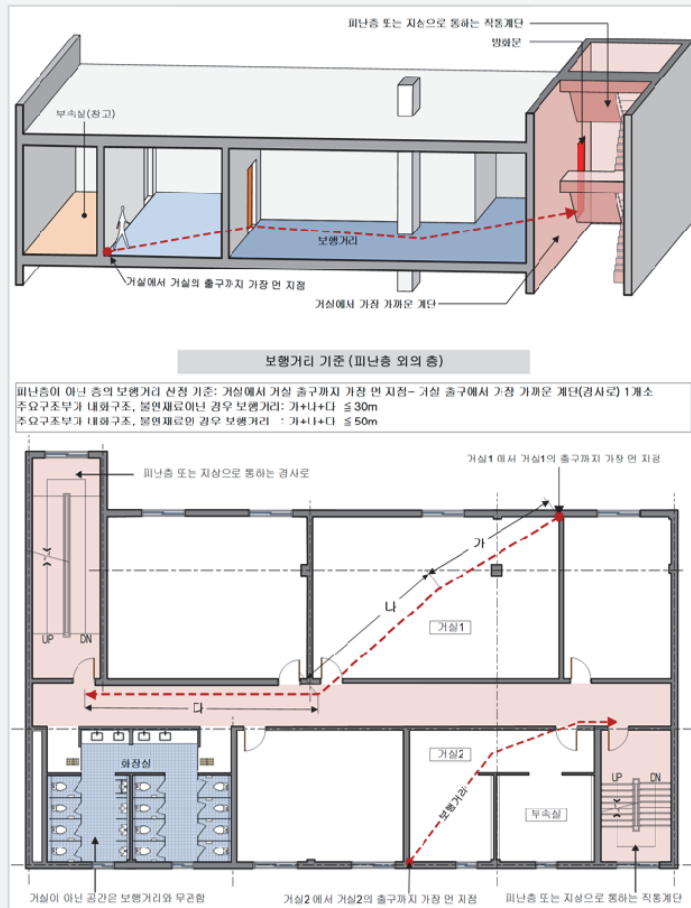 피난층 또는 지상으로 통하는 직통계단
방화문
부속실(창고)
보행거리
거실에서 거실의 출구까지 가장 먼 지점
거실에서 가장 가까운 계단
보행거리 기준 (피난층 외의 층)
피난층이 아닌 층의 보행거리 산정 기준: 거실에서 거실 출구까지 가장 먼 지점– 거실 출구에서 가장 가까운 계단(경사로) 1개소
주요구조부가 내화구조, 불연재료아닌 경우 보행거리: 가+나+다 ≦ 30m
주요구조부가 내화구조, 불연재료인 경우 보행거리 : 가+나+다 ≦ 50m
거실1 에서 거실1의 출구까지 가장 먼 지점
피난층 또는 지상으로 통하는 경사로
가
나
거실1
UP DN
다
거실2
화장실
보행거리
부속실
UP DN
거실이 아닌 공간은 보행거리와 무관함
거실2 에서 거실2의 출구까지 가장 먼 지점
피난층 또는 지상으로 통하는 직통계단